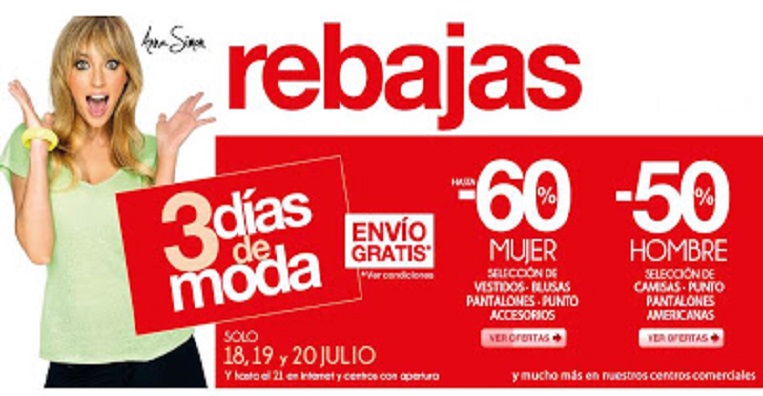 Anna Simon
rebajas
3 días
de
moda
ENVÍO
GRATIS*
*Ver condiciones
HASTA
-60%
MUJER
SELECCIÓN DE
VESTIDOS - BLUSAS
PANTALONES - PUNTO
ACCESORIOS
VER OFERTAS
-50%
HOMBRE
SELECCIÓN DE
CAMISAS - PUNTO
PANTALONES
AMERICANAS
VER OFERTAS
SOLO
18, 19 y 20 JULIO
Y hasta el 21 en Internet y centros con apertura
y mucho más en nuestros centros comerciales